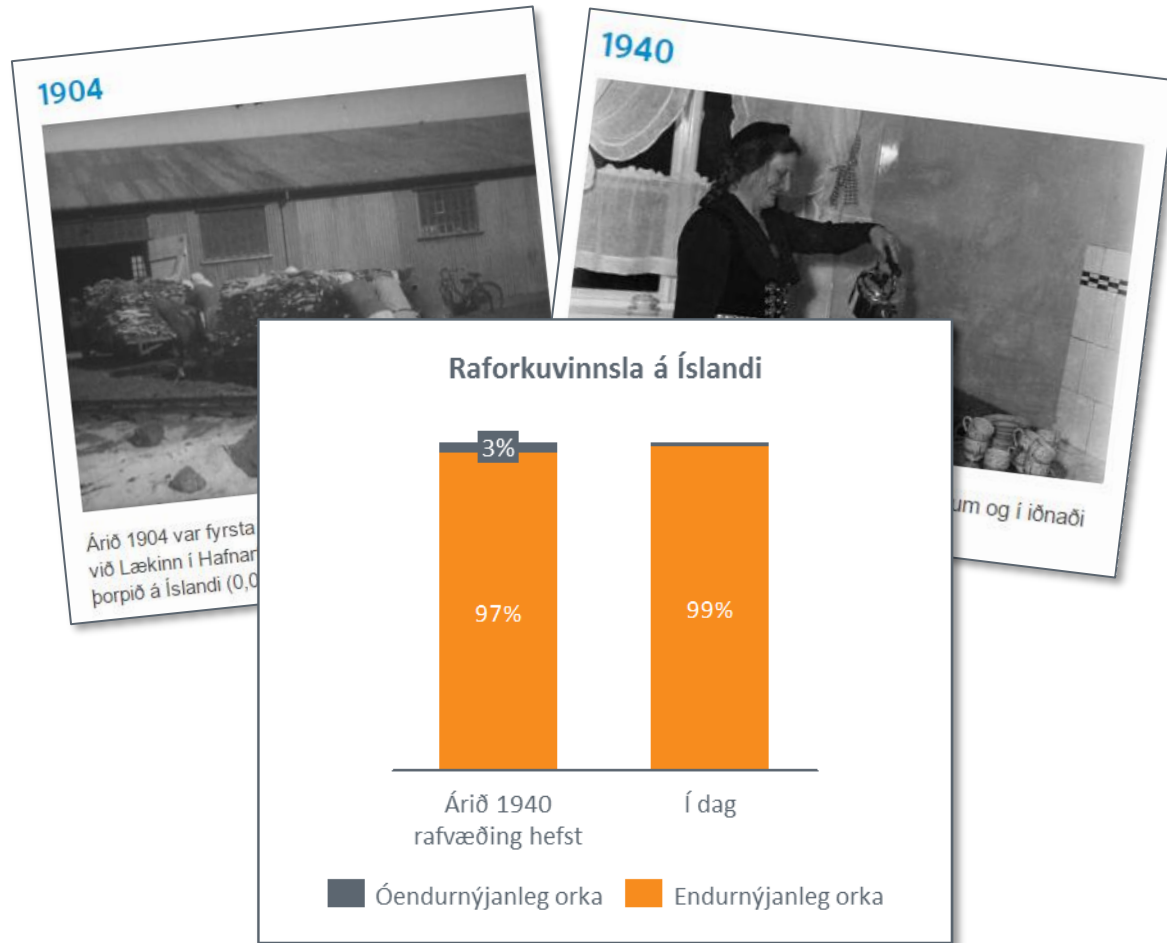 1904
Árið 1904 var fyrsta
við Lækinn í Hafnar
þorpið á Íslandi (0,0
1940
um og í iðnaði
Raforkuvinnsla á Íslandi
3%
97%
99%
Árið 1940
rafvæðing hefst
Í dag
Óendurnýjanleg orka
Endurnýjanleg orka